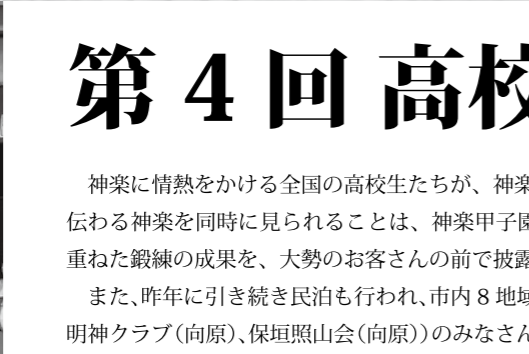 第４回 高校
神楽に情熱をかける全国の高校生たちが、神楽
伝わる神楽を同時に見られることは、神楽甲子園
重ねた鍛練の成果を、大勢のお客さんの前で披露
また、昨年に引き続き民泊も行われ、市内８地域
明神クラブ（向原）、保垣照山会（向原））のみなさん